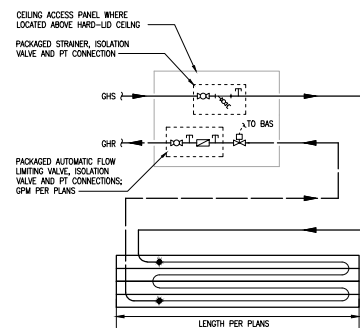 CEILING ACCESS PANEL WHERE
LOCATED ABOVE HARD-LID CEILNG
PACKAGED STRAINER, ISOLATION
VALVE AND PT CONNECTION
GHS
TO BAS
GHR
PACKAGED AUTOMATIC FLOW
LIMITING VALVE, ISOLATION
VALVE AND PT CONNECTIONS;
GPM PER PLANS
LENGTH PER PLANS